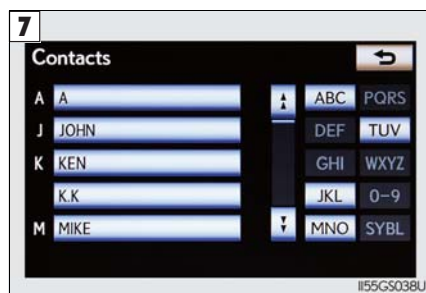 7
Contacts
A A ABC PQRS
J JOHN DEF TUV
K KEN GHI WXYZ
K.K JKL 0-9
M MIKE MNO SYBL
II55GS038U